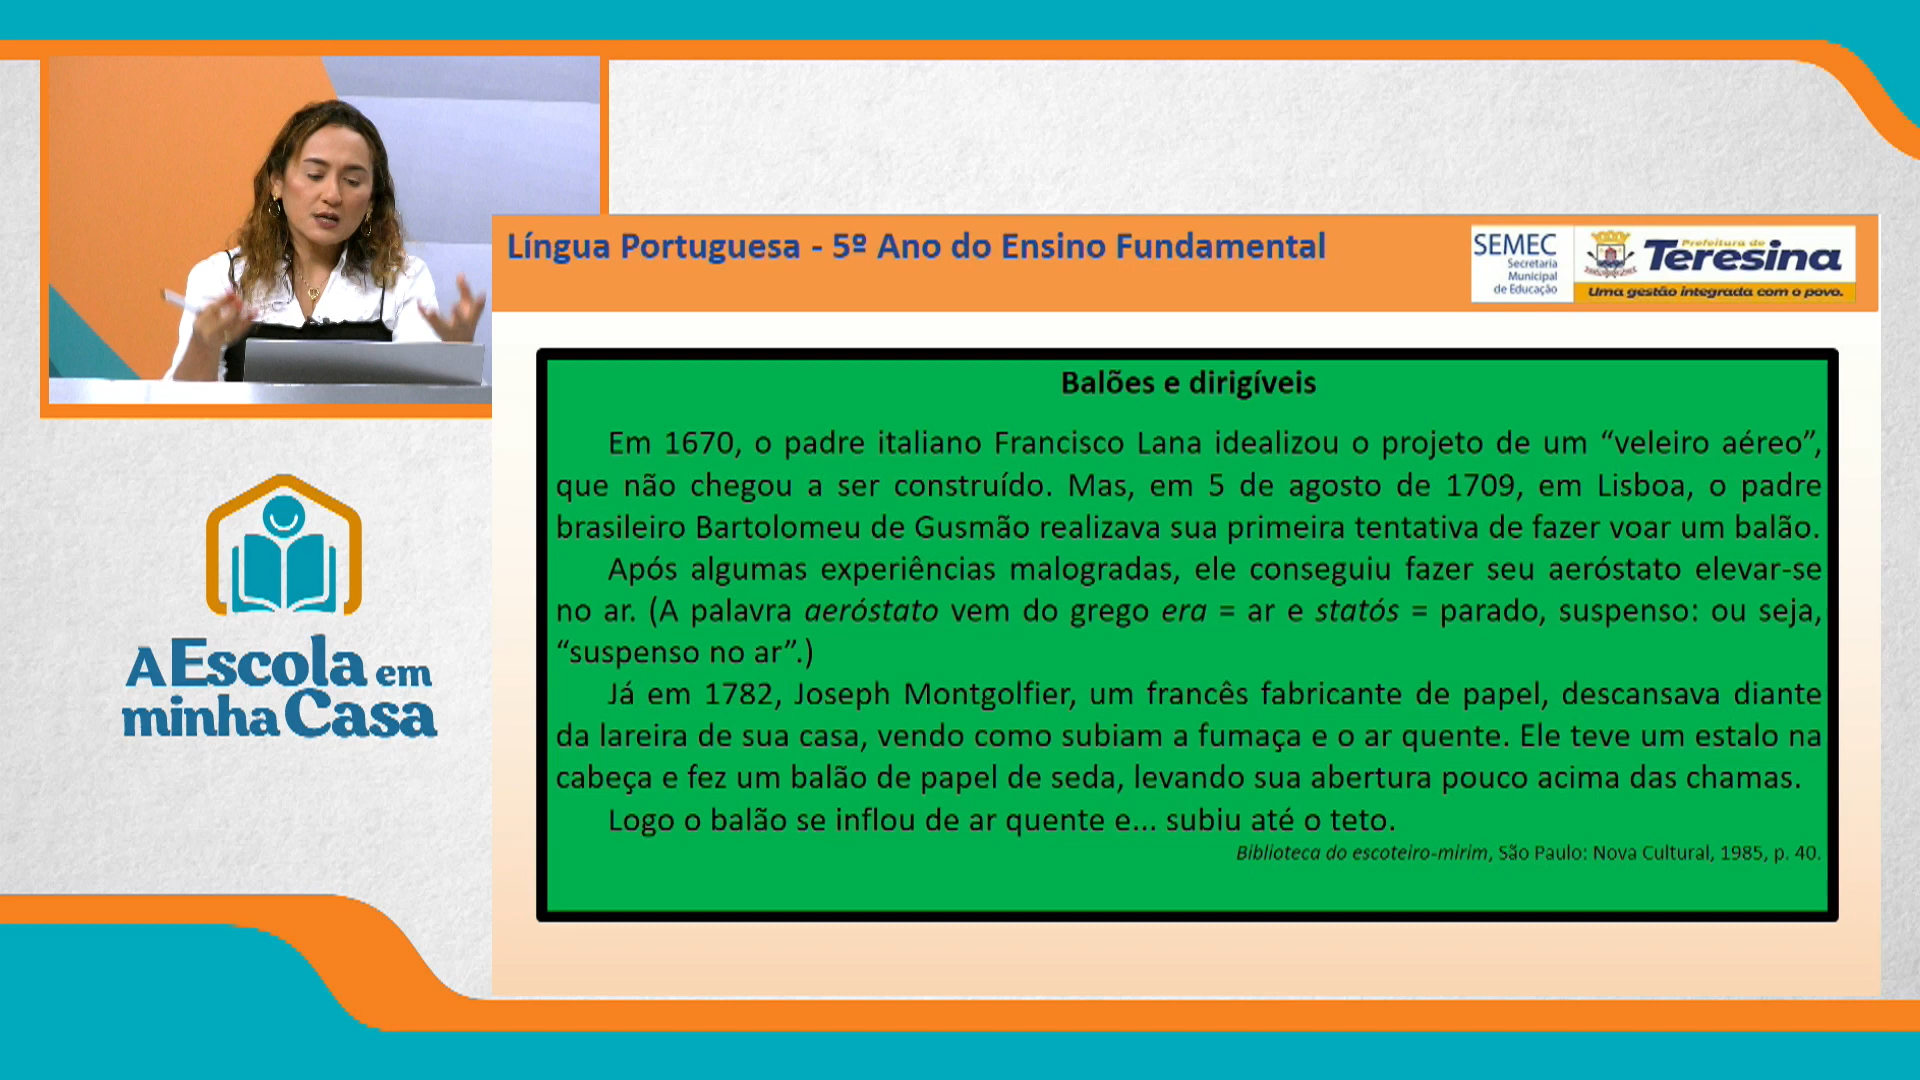 Língua Portuguesa - 5º Ano do Ensino Fundamental
SEMEC
Secretaria
Municipal
de Educação
Prefeitura de
Teresina
Uma gestão integrada com o povo.
Balões e dirigíveis
Em 1670, o padre italiano Francisco Lana idealizou o projeto de um “veleiro aéreo”,
que não chegou a ser construído. Mas, em 5 de agosto de 1709, em Lisboa, o padre
brasileiro Bartolomeu de Gusmão realizava sua primeira tentativa de fazer voar um balão.
Após algumas experiências malogradas, ele conseguiu fazer seu aeróstato elevar-se
no ar. (A palavra aeróstato vem do grego era = ar e statós = parado, suspenso: ou seja,
“suspenso no ar”.)
Já em 1782, Joseph Montgolfier, um francês fabricante de papel, descansava diante
da lareira de sua casa, vendo como subiam a fumaça e o ar quente. Ele teve um estalo na
cabeça e fez um balão de papel de seda, levando sua abertura pouco acima das chamas.
Logo o balão se inflou de ar quente e... subiu até o teto.
Biblioteca do escoteiro-mirim, São Paulo: Nova Cultural, 1985, p. 40.
A Escola em
minha Casa